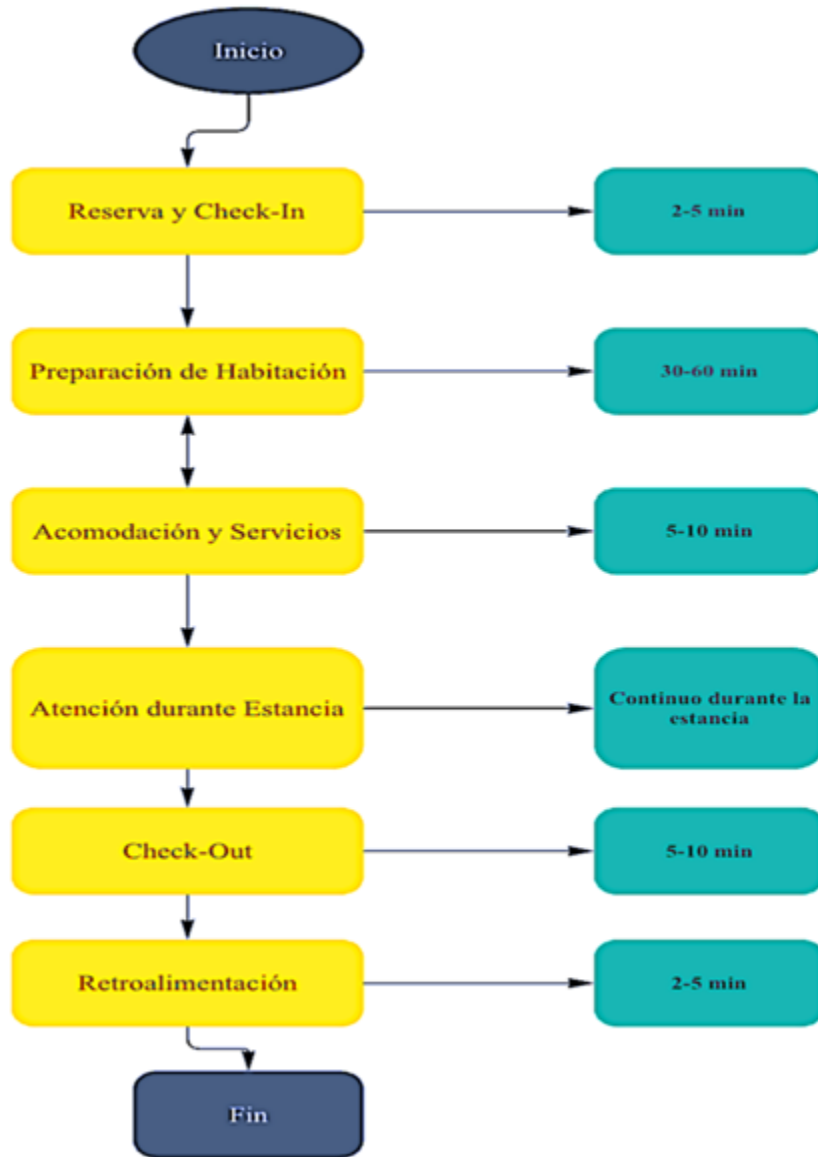 Inicio
Reserva y Check-In
2-5 min
Preparación de Habitación
30-60 min
Acomodación y Servicios
5-10 min
Atención durante Estancia
Continuo durante la
estancia
Check-Out
5-10 min
Retroalimentación
2-5 min
Fin